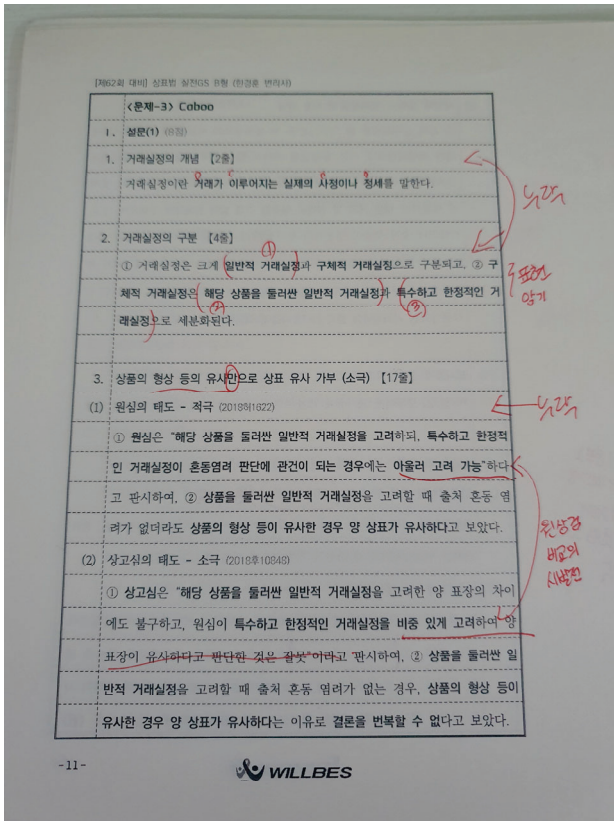 [제62회 대비] 상표법 실전GS B형 (한경훈 변리사)
<문제-3> Caboo
Ⅰ. 설문(1) (8점)
1. 거래실정의 개념 【2줄】
거래실정이란 거래가 이루어지는 실제의 사정이나 정세를 말한다.
누락
2. 거래실정의 구분 【4줄】
①
① 거래실정은 크게 일반적 거래실정과 구체적 거래실정으로 구분되고, ② 구
체적 거래실정은 해당 상품을 둘러싼 일반적 거래실정과 특수하고 한정적인 거
② ③
래실정으로 세분화된다.
표현
암기
3. 상품의 형상 등의 유사만으로 상표 유사 가부 (소극) 【17줄】
(1) 원심의 태도 - 적극 (2018허1622)
누락
① 원심은 "해당 상품을 둘러싼 일반적 거래실정을 고려하되, 특수하고 한정적
인 거래실정이 혼동염려 판단에 관건이 되는 경우에는 아울러 고려 가능"하다
고 판시하여, ② 상품을 둘러싼 일반적 거래실정을 고려할 때 출처 혼동 염
려가 없더라도 상품의 형상 등이 유사한 경우 양 상표가 유사하다고 보았다.
(2) 상고심의 태도 - 소극 (2018후10848)
비교의
① 상고심은 "해당 상품을 둘러싼 일반적 거래실정을 고려한 양 표장의 차이
에도 불구하고, 원심이 특수하고 한정적인 거래실정을 비중 있게 고려하여 양
표장이 유사하다고 판단한 것은 잘못"이라고 판시하여, ② 상품을 둘러싼 일
반적 거래실정을 고려할 때 출처 혼동 염려가 없는 경우, 상품의 형상 등이
유사한 경우 양 상표가 유사하다는 이유로 결론을 번복할 수 없다고 보았다.
-11-
WILLBES